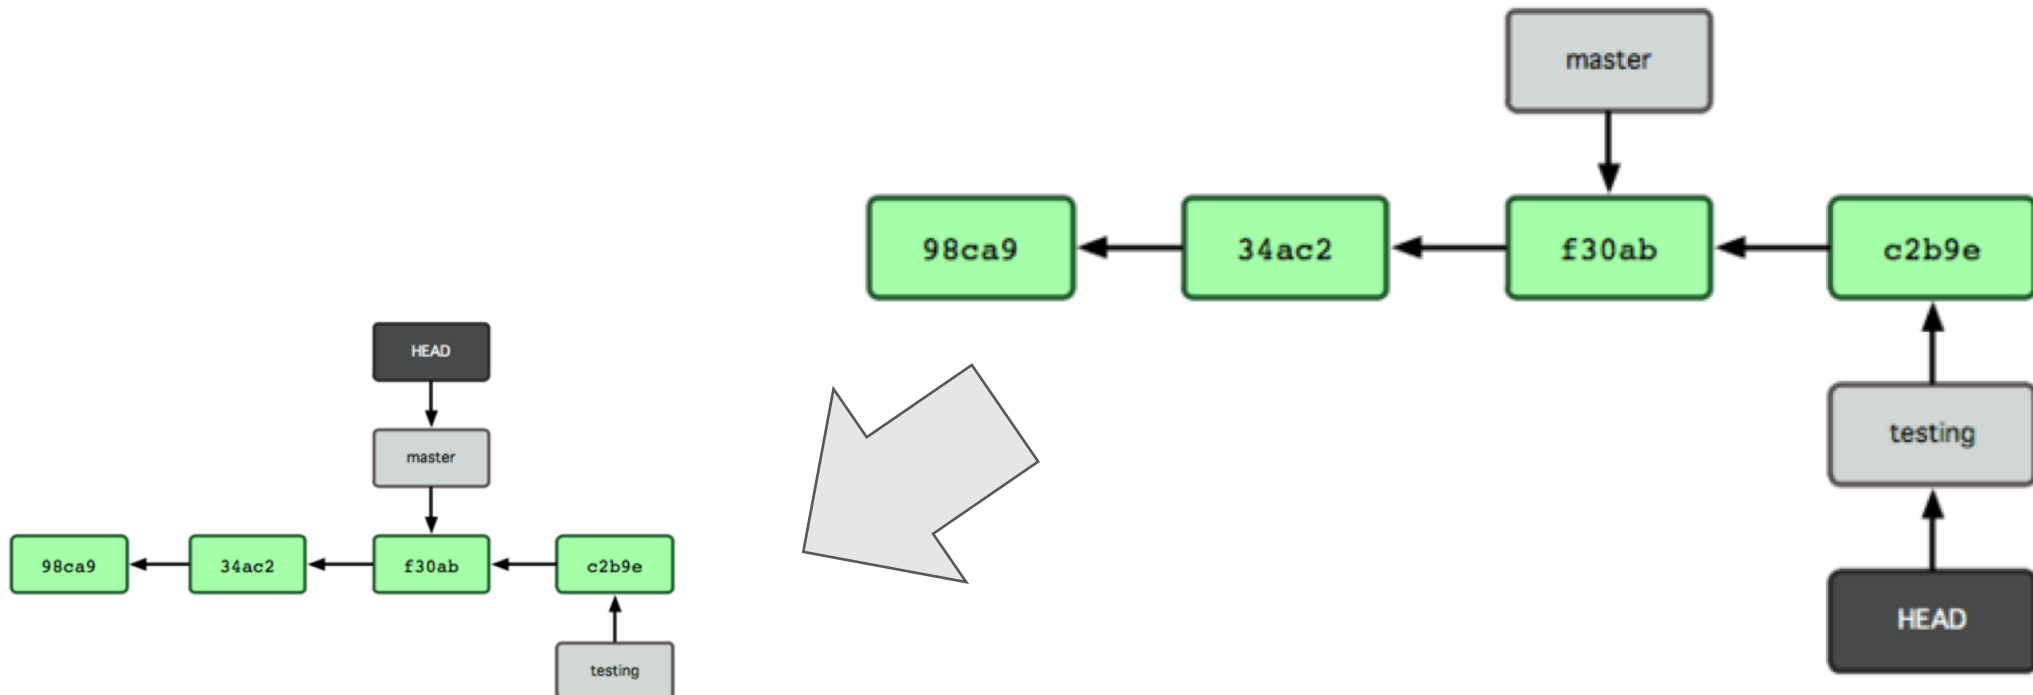 master
98ca9
34ac2
f30ab
c2b9e
testing
HEAD
HEAD
master
98ca9
34ac2
f30ab
c2b9e
testing